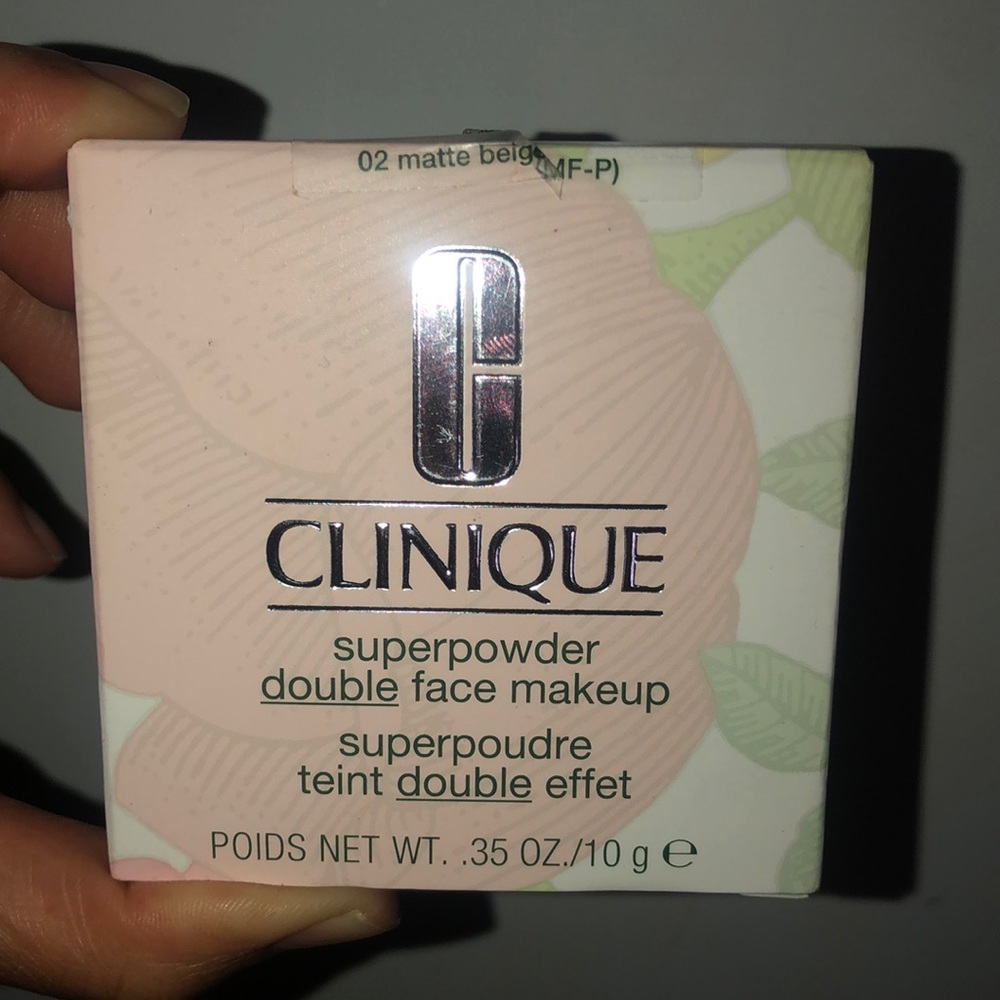 02 matte beig MF-P)
C
CLINIQUE
superpowder
double face makeup
superpoudre
teint double effet
POIDS NET WT. .35 OZ./10 g ℮